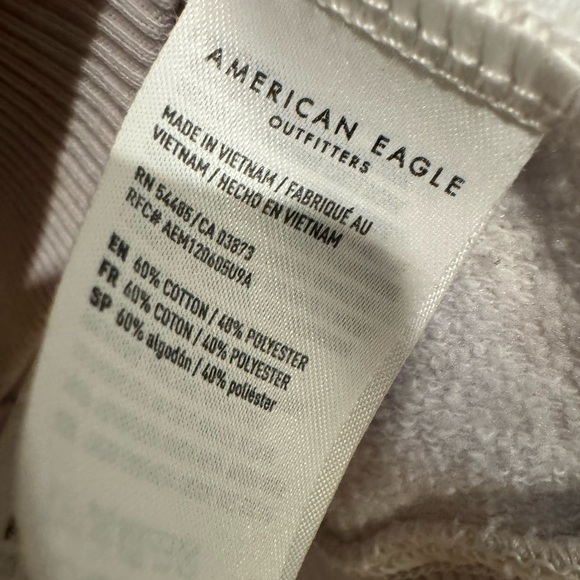 AMERICAN EAGLE
OUTFITTERS
MADE IN VIETNAM / FABRIQUÉ AU
VIETNAM / HECHO EN VIETNAM
RN 54485 / CA 03873
RFC# AEM120605U9A
EN 60% COTTON / 40% POLYESTER
FR 60% COTON / 40% POLYESTER
SP 60% algodón / 40% poliester